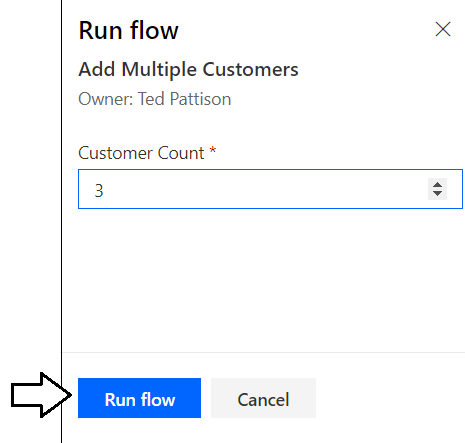 Run flow
Add Multiple Customers
Owner: Ted Pattison
Customer Count *
3
Run flow
Cancel